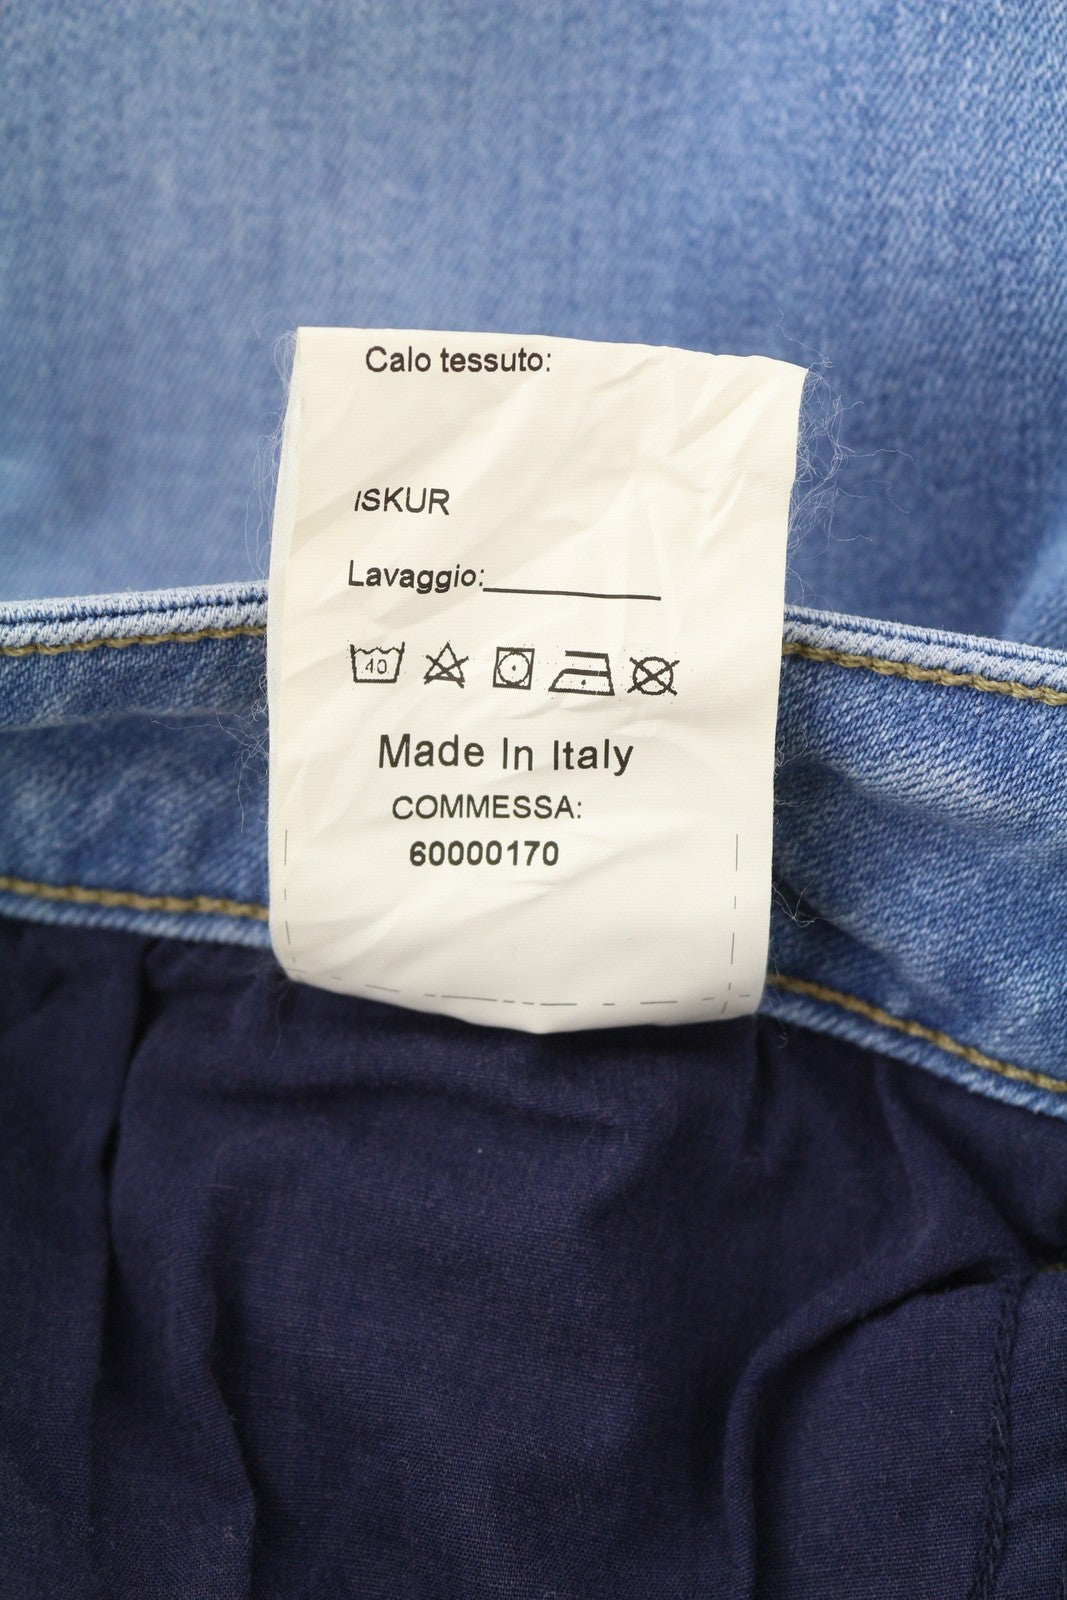 Calo tessuto:
ISKUR
Lavaggio:
40
Made In Italy
COMMESSA:
60000170